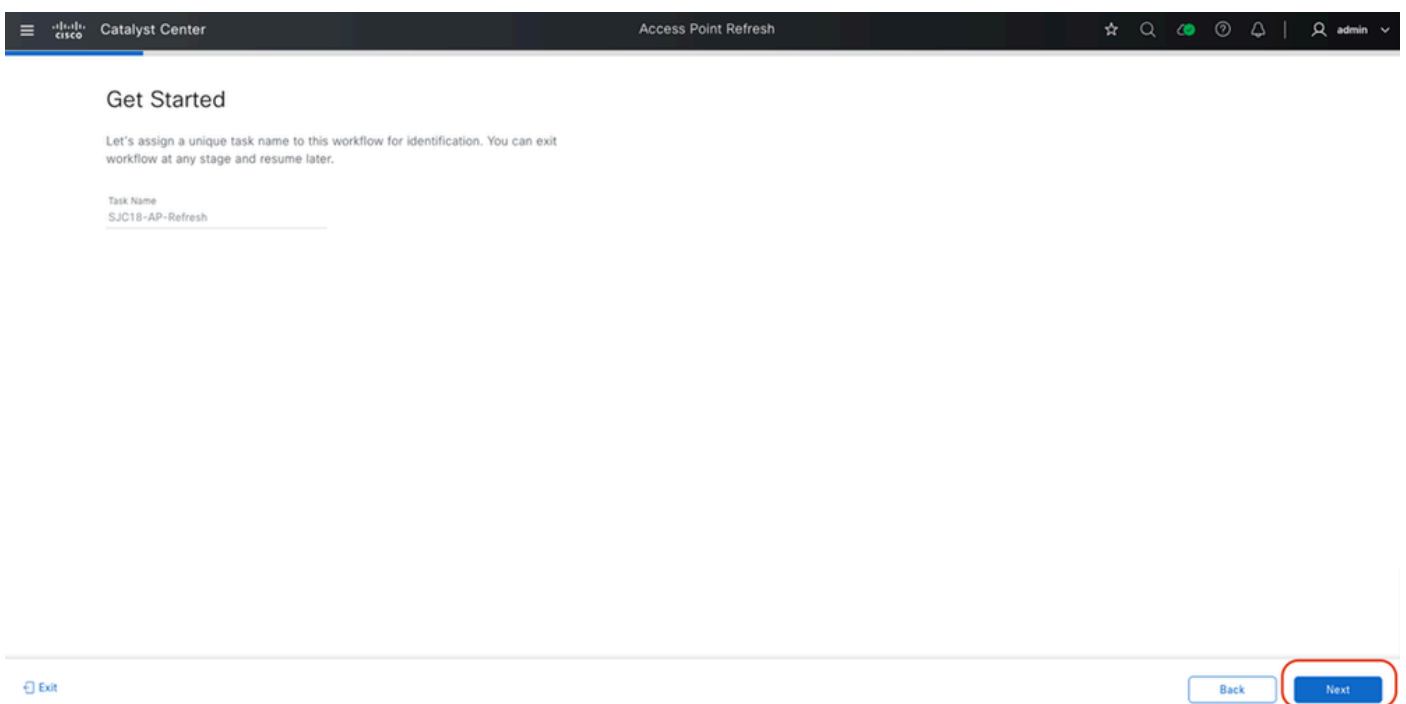 cisco Catalyst Center Access Point Refresh admin
Get Started
Let's assign a unique task name to this workflow for identification. You can exit
workflow at any stage and resume later.
Task Name
SJC18-AP-Refresh
Exit Back Next